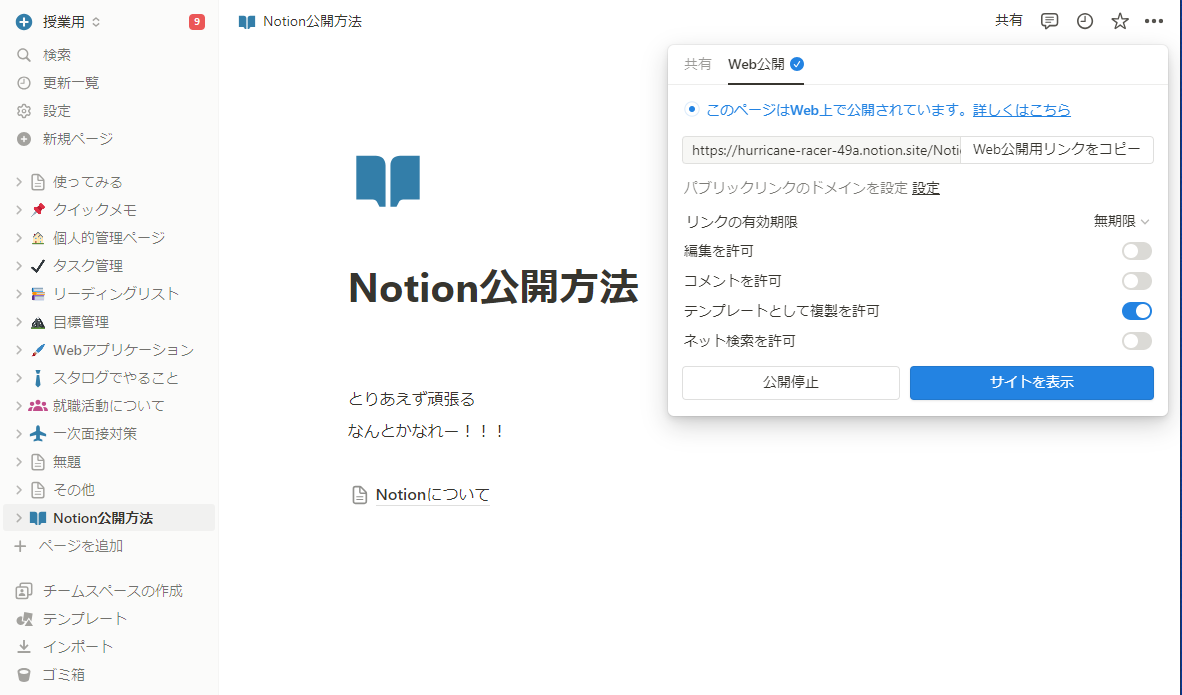 授業用
9
検索
更新一覧
設定
新規ページ
使ってみる
クイックメモ
個人的管理ページ
タスク管理
リーディングリスト
目標管理
Webアプリケーション
スタログでやること
就職活動について
一次面接対策
無題
その他
Notion公開方法
ページを追加
チームスペースの作成
テンプレート
インポート
ゴミ箱
Notion公開方法
共有
Notion公開方法
とりあえず頑張る
なんとかなれー！！！
Notionについて
共有 Web公開
このページはWeb上で公開されています。詳しくはこちら
https://hurricane-racer-49a.notion.site/Noti Web公開用リンクをコピー
パブリックリンクのドメインを設定 設定
リンクの有効期限 無期限
編集を許可
コメントを許可
テンプレートとして複製を許可
ネット検索を許可
公開停止 サイトを表示